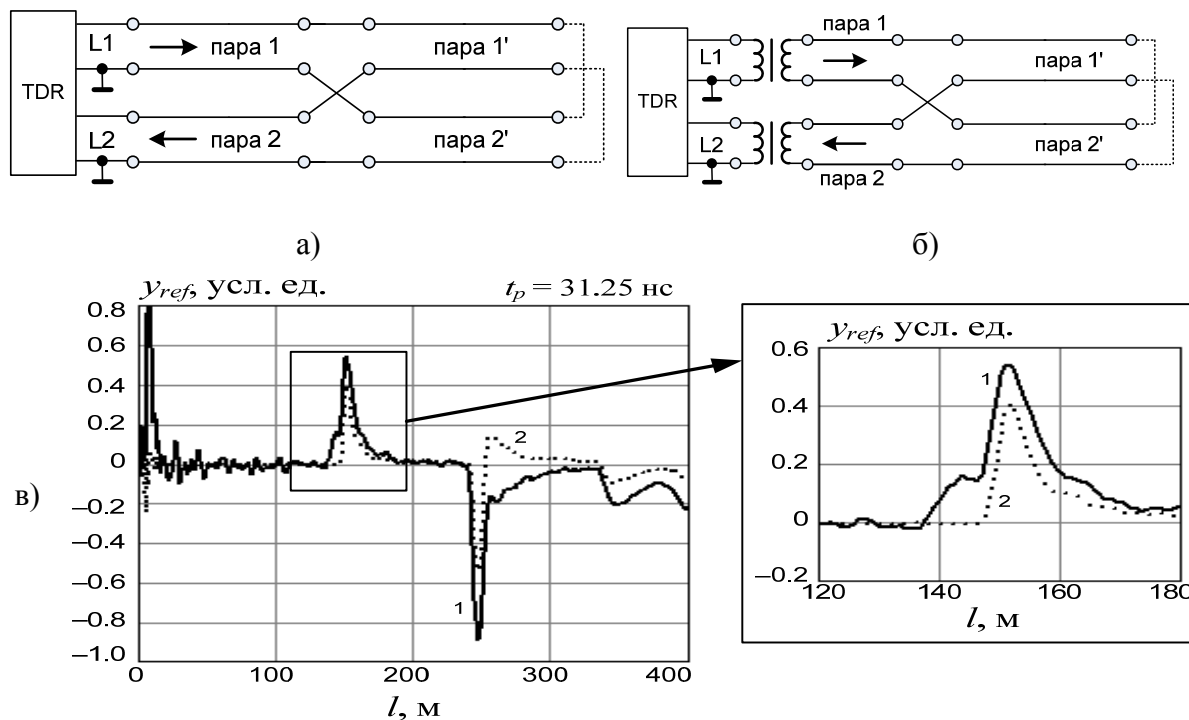 TDR
L1
L2
пара 1
пара 1'
пара 2
пара 2'
а)
TDR
L1
L2
пара 1
пара 1'
пара 2'
пара 2
б)
в)
y_ref, усл. ед.
t_p = 31.25 нс
0.8
0.6
0.4
0.2
0
–0.2
–0.4
–0.6
–0.8
–1.0
2
1
0 100 200 300 400
l, м
y_ref, усл. ед.
0.6
0.4
0.2
0
–0.2
1
2
120 140 160 180
l, м